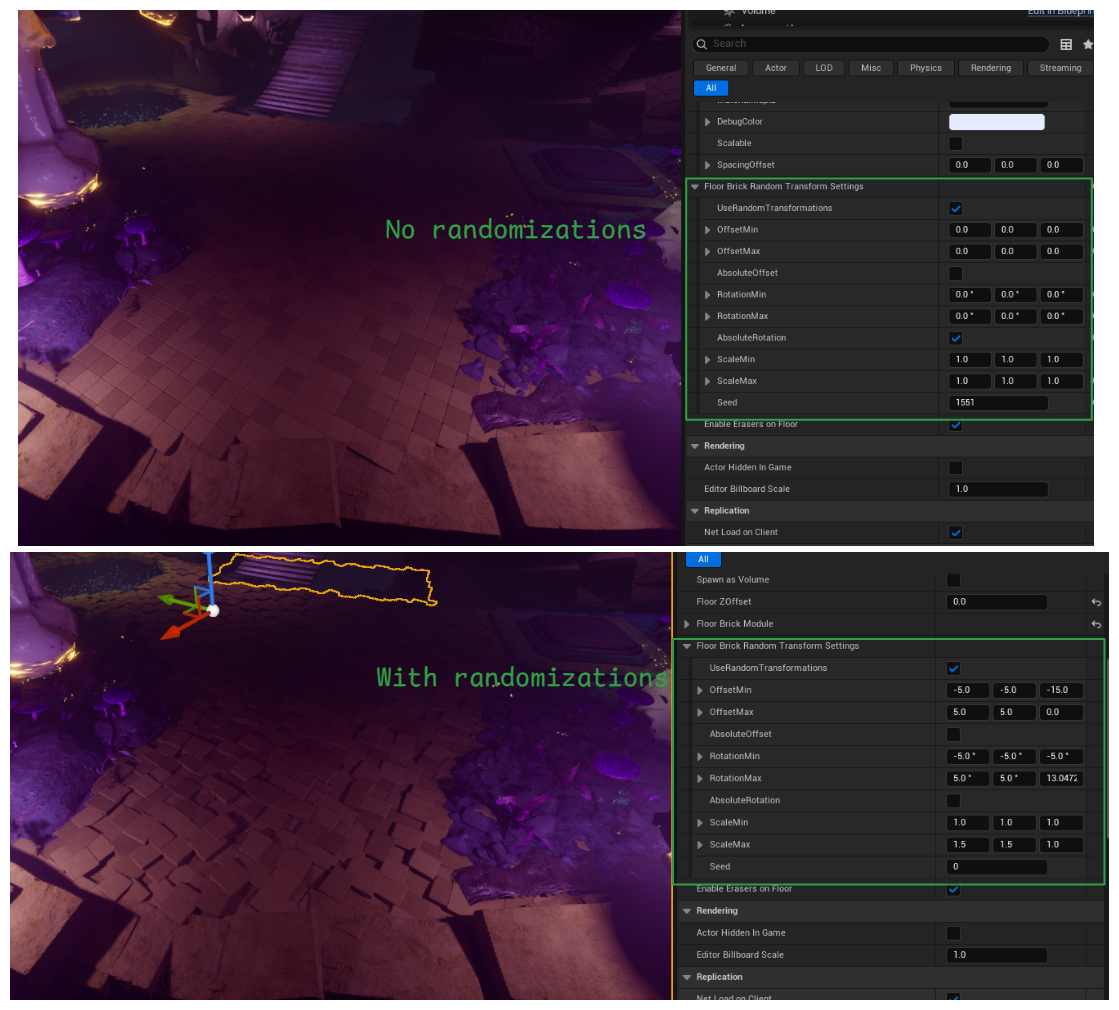 Volume Edit in Blueprin
Search
General Actor LOD Misc Physics Rendering Streaming
All
DebugColor
Scalable
SpacingOffset 0.0 0.0 0.0
Floor Brick Random Transform Settings
UseRandomTransformations
No randomizations
OffsetMin 0.0 0.0 0.0
OffsetMax 0.0 0.0 0.0
AbsoluteOffset
RotationMin 0.0 ° 0.0 ° 0.0 °
RotationMax 0.0 ° 0.0 ° 0.0 °
AbsoluteRotation
ScaleMin 1.0 1.0 1.0
ScaleMax 1.0 1.0 1.0
Seed 1551
Enable Erasers on Floor
Rendering
Actor Hidden In Game
Editor Billboard Scale 1.0
Replication
Net Load on Client
All
Spawn as Volume
Floor ZOffset 0.0
Floor Brick Module
Floor Brick Random Transform Settings
UseRandomTransformations
With randomizations
OffsetMin -5.0 -5.0 -15.0
OffsetMax 5.0 5.0 0.0
AbsoluteOffset
RotationMin -5.0 ° -5.0 ° -5.0 °
RotationMax 5.0 ° 5.0 ° 13.0472
AbsoluteRotation
ScaleMin 1.0 1.0 1.0
ScaleMax 1.5 1.5 1.0
Seed 0
Enable Erasers on Floor
Rendering
Actor Hidden In Game
Editor Billboard Scale 1.0
Replication
Net Load on Client